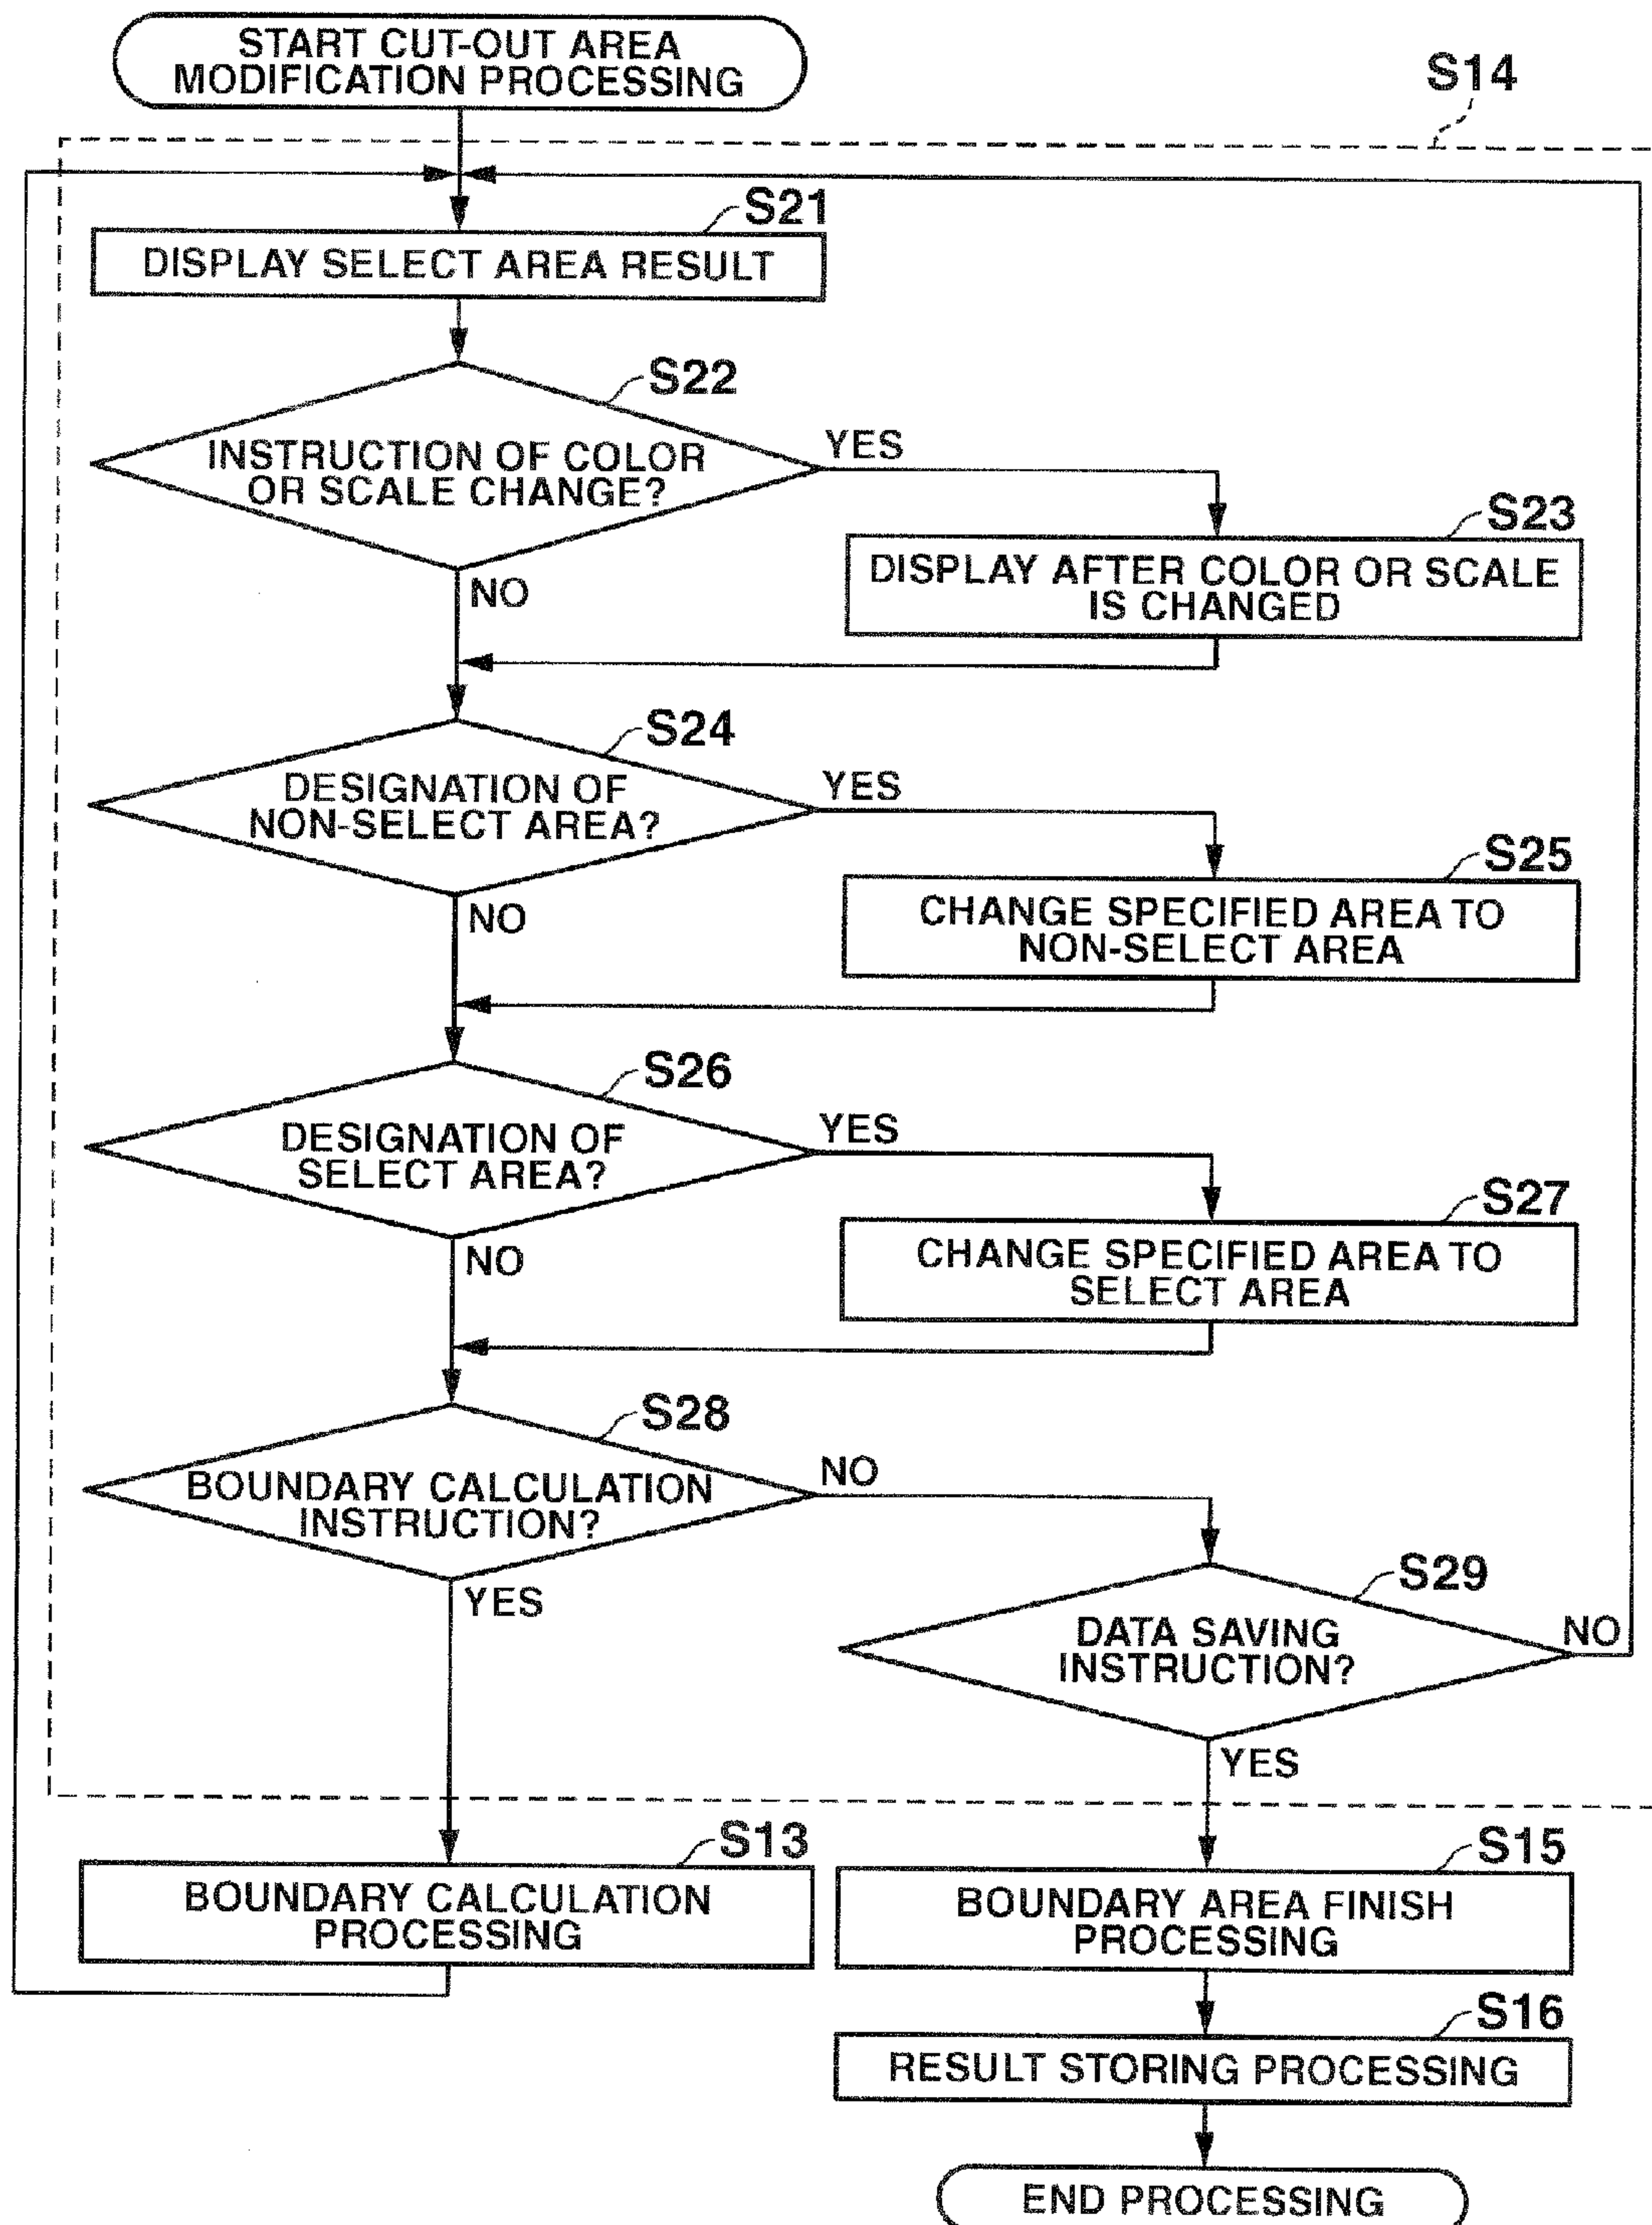 START CUT-OUT AREA
MODIFICATION PROCESSING
S14
S21
DISPLAY SELECT AREA RESULT
S22
INSTRUCTION OF COLOR
OR SCALE CHANGE?
YES
NO
S23
DISPLAY AFTER COLOR OR SCALE
IS CHANGED
S24
DESIGNATION OF
NON-SELECT AREA?
YES
NO
S25
CHANGE SPECIFIED AREA TO
NON-SELECT AREA
S26
DESIGNATION OF
SELECT AREA?
YES
NO
S27
CHANGE SPECIFIED AREA TO
SELECT AREA
S28
BOUNDARY CALCULATION
INSTRUCTION?
NO
YES
S29
DATA SAVING
INSTRUCTION?
NO
YES
S13
BOUNDARY CALCULATION
PROCESSING
S15
BOUNDARY AREA FINISH
PROCESSING
S16
RESULT STORING PROCESSING
END PROCESSING